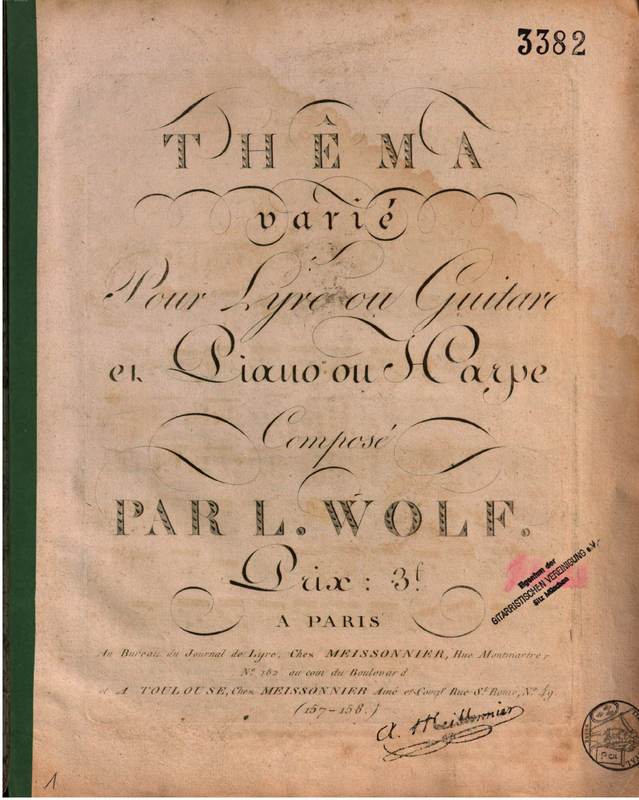 3382
THÊMA
varié
Pour Lyre ou Guitare
et Piano ou Harpe
Composé
PAR L. WOLF.
Prix: 3f.
Eigentum der
GITARRISTISCHEN VEREINIGUNG e.V.
Sitz München
A PARIS
Au Bureau du Journal de Lyre, Chez MEISSONNIER, Rue Montmartre,
No. 182 au coin du Boulevard
et A TOULOUSE, Chez MEISSONNIER Ainé et Compe. Rue St. Rome, No. 49
(157-158.)
A. Meissonnier
1